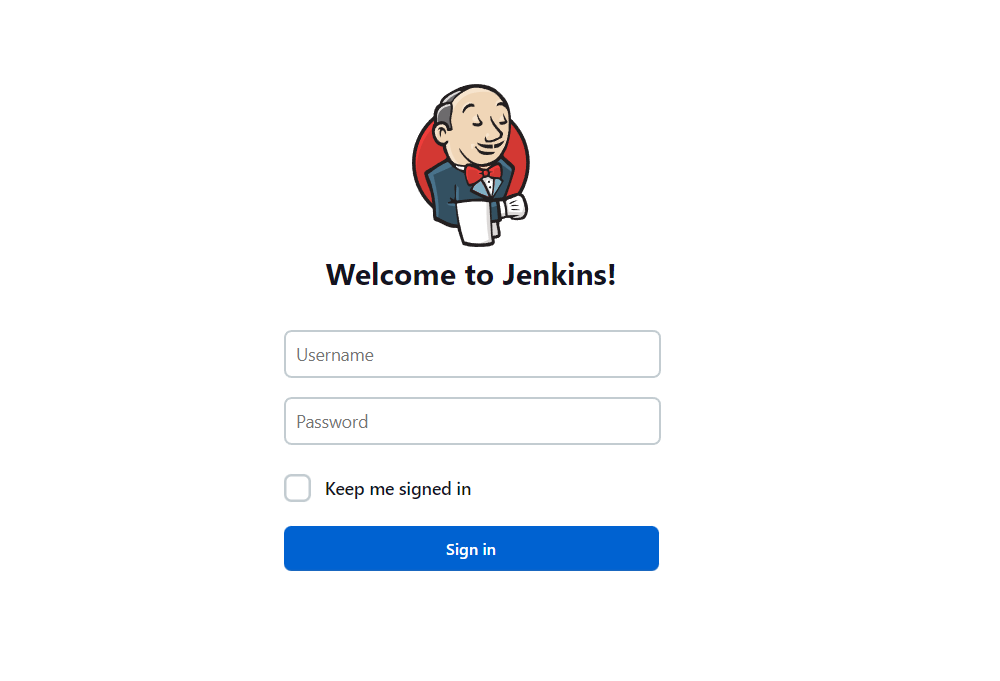 Welcome to Jenkins!
Username
Password
Keep me signed in
Sign in